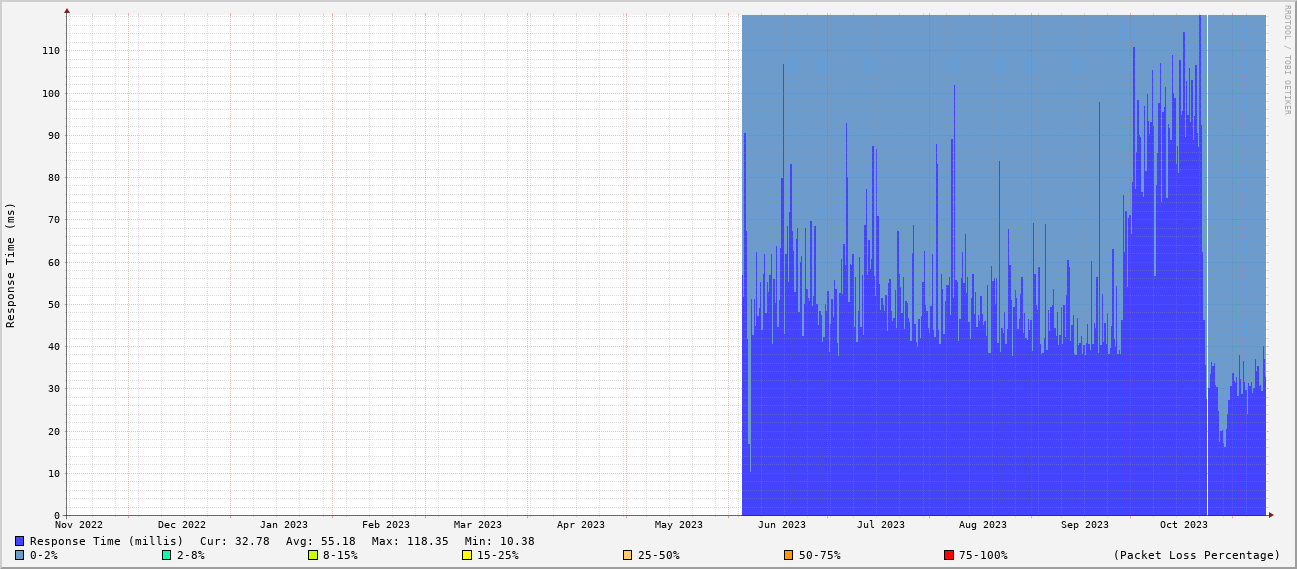 RRDTOOL / TOBI OETIKER
Response Time (ms)
110
100
90
80
70
60
50
40
30
20
10
0
Nov 2022 Dec 2022 Jan 2023 Feb 2023 Mar 2023 Apr 2023 May 2023 Jun 2023 Jul 2023 Aug 2023 Sep 2023 Oct 2023
Response Time (millis) Cur: 32.78 Avg: 55.18 Max: 118.35 Min: 10.38
0-2% 2-8% 8-15% 15-25% 25-50% 50-75% 75-100% (Packet Loss Percentage)